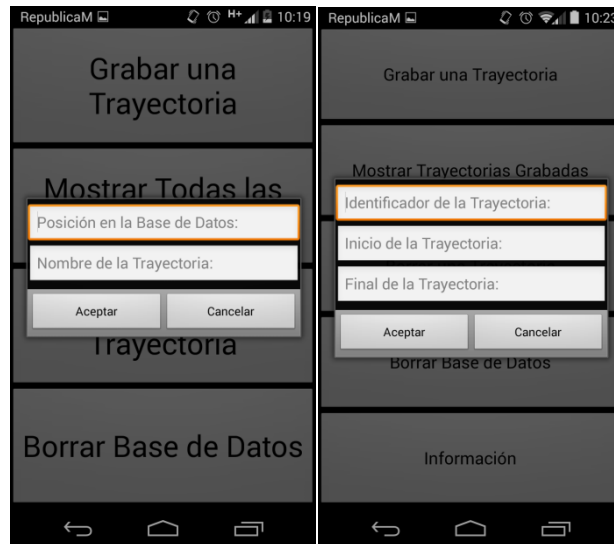 RepublicaM H+ 10:19
Grabar una
Trayectoria
Mostrar Todas las
Posición en la Base de Datos:
Nombre de la Trayectoria:
Aceptar Cancelar
Trayectoria
Borrar Base de Datos
RepublicaM 10:23
Grabar una Trayectoria
Mostrar Trayectorias Grabadas
Identificador de la Trayectoria:
Inicio de la Trayectoria:
Final de la Trayectoria:
Aceptar Cancelar
Borrar Base de Datos
Información